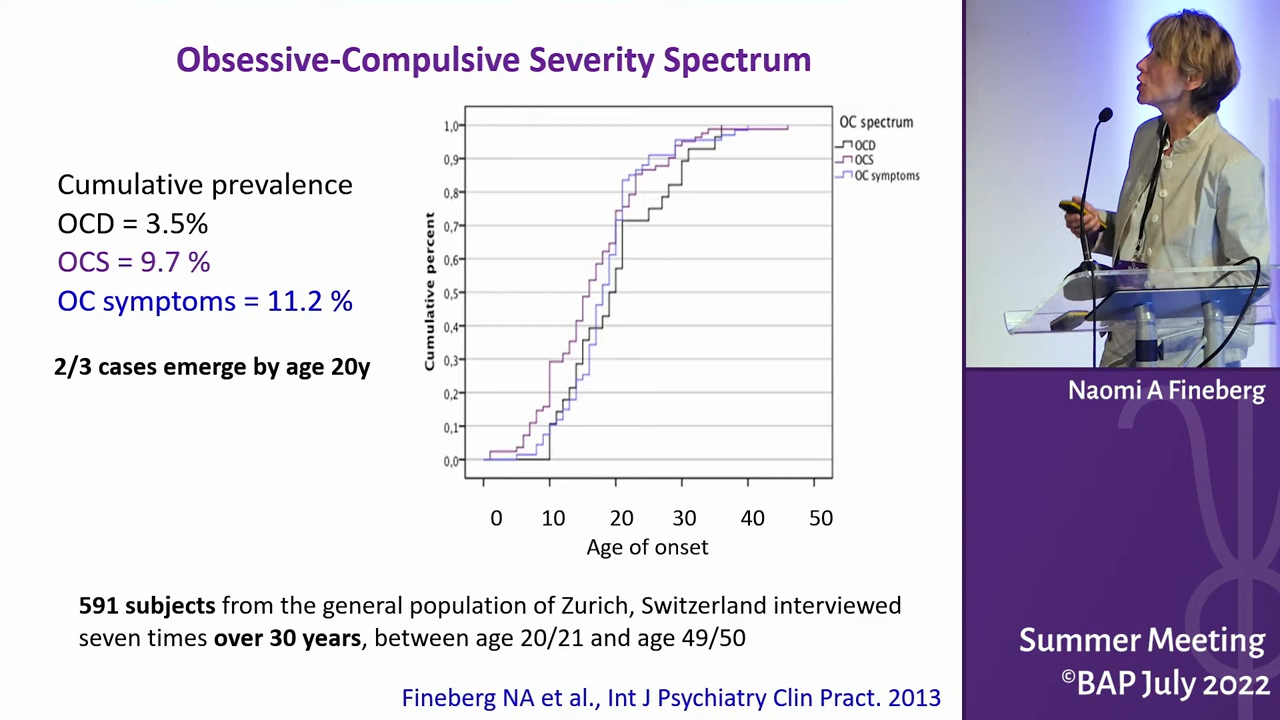 Obsessive-Compulsive Severity Spectrum
Cumulative prevalence
OCD = 3.5%
OCS = 9.7 %
OC symptoms = 11.2 %
2/3 cases emerge by age 20y
Cumulative percent
1,0
0,9
0,8
0,7
0,6
0,5
0,4
0,3
0,2
0,1
0,0
OC spectrum
OCD
OCS
OC symptoms
0 10 20 30 40 50
Age of onset
591 subjects from the general population of Zurich, Switzerland interviewed
seven times over 30 years, between age 20/21 and age 49/50
Fineberg NA et al., Int J Psychiatry Clin Pract. 2013
Naomi A Fineberg
Summer Meeting
©BAP July 2022